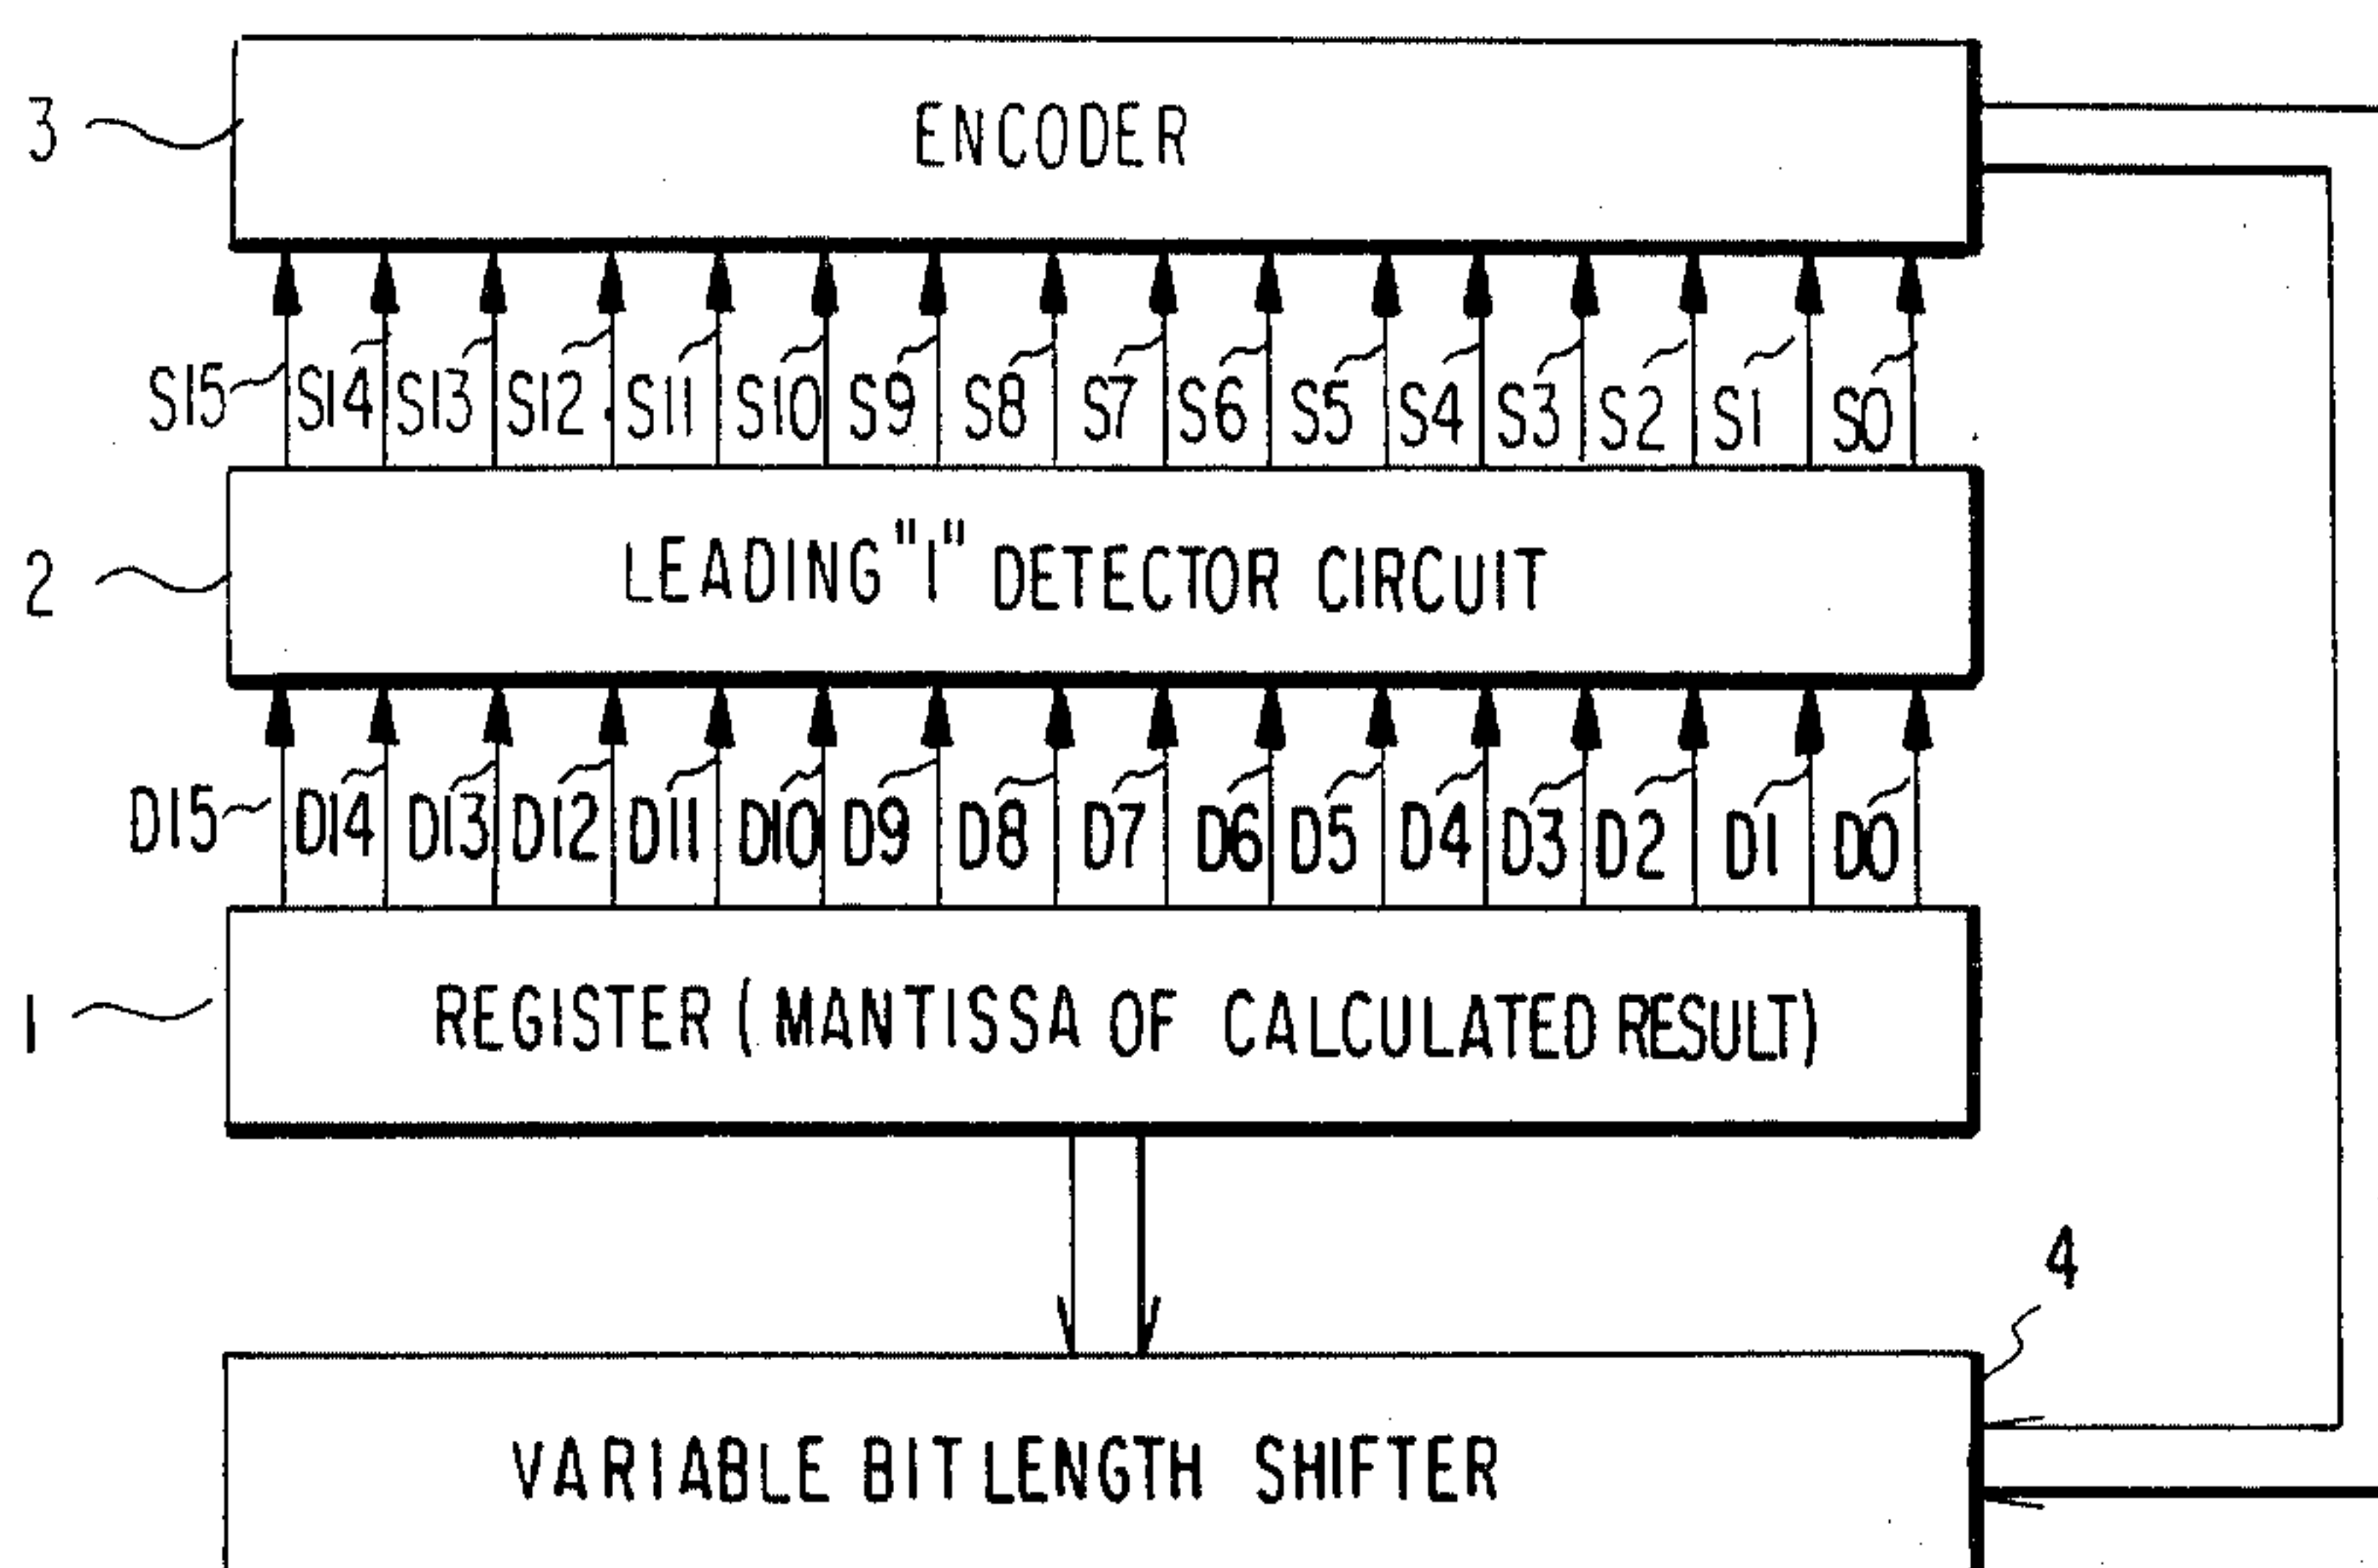 3
ENCODER
S15 S14 S13 S12 S11 S10 S9 S8 S7 S6 S5 S4 S3 S2 S1 S0
2
LEADING "1" DETECTOR CIRCUIT
D15 D14 D13 D12 D11 D10 D9 D8 D7 D6 D5 D4 D3 D2 D1 D0
1
REGISTER (MANTISSA OF CALCULATED RESULT)
4
VARIABLE BIT LENGTH SHIFTER